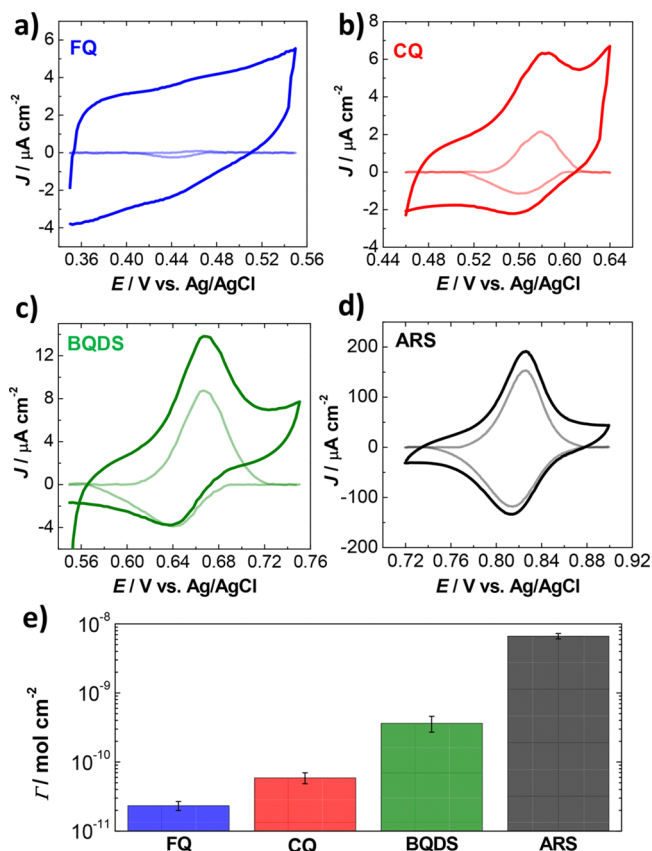 a)
FQ
J / µA cm⁻²
6
4
2
0
-2
-4
-6
0.36 0.40 0.44 0.48 0.52 0.56
E / V vs. Ag/AgCl
b)
CQ
J / µA cm⁻²
8
6
4
2
0
-2
-4
0.44 0.48 0.52 0.56 0.60 0.64
E / V vs. Ag/AgCl
c)
BQDS
J / µA cm⁻²
12
8
4
0
-4
0.56 0.60 0.64 0.68 0.72 0.76
E / V vs. Ag/AgCl
d)
ARS
J / µA cm⁻²
200
100
0
-100
-200
0.72 0.76 0.80 0.84 0.88 0.92
E / V vs. Ag/AgCl
e)
Γ / mol cm⁻²
10⁻⁸
10⁻⁹
10⁻¹⁰
10⁻¹¹
FQ CQ BQDS ARS